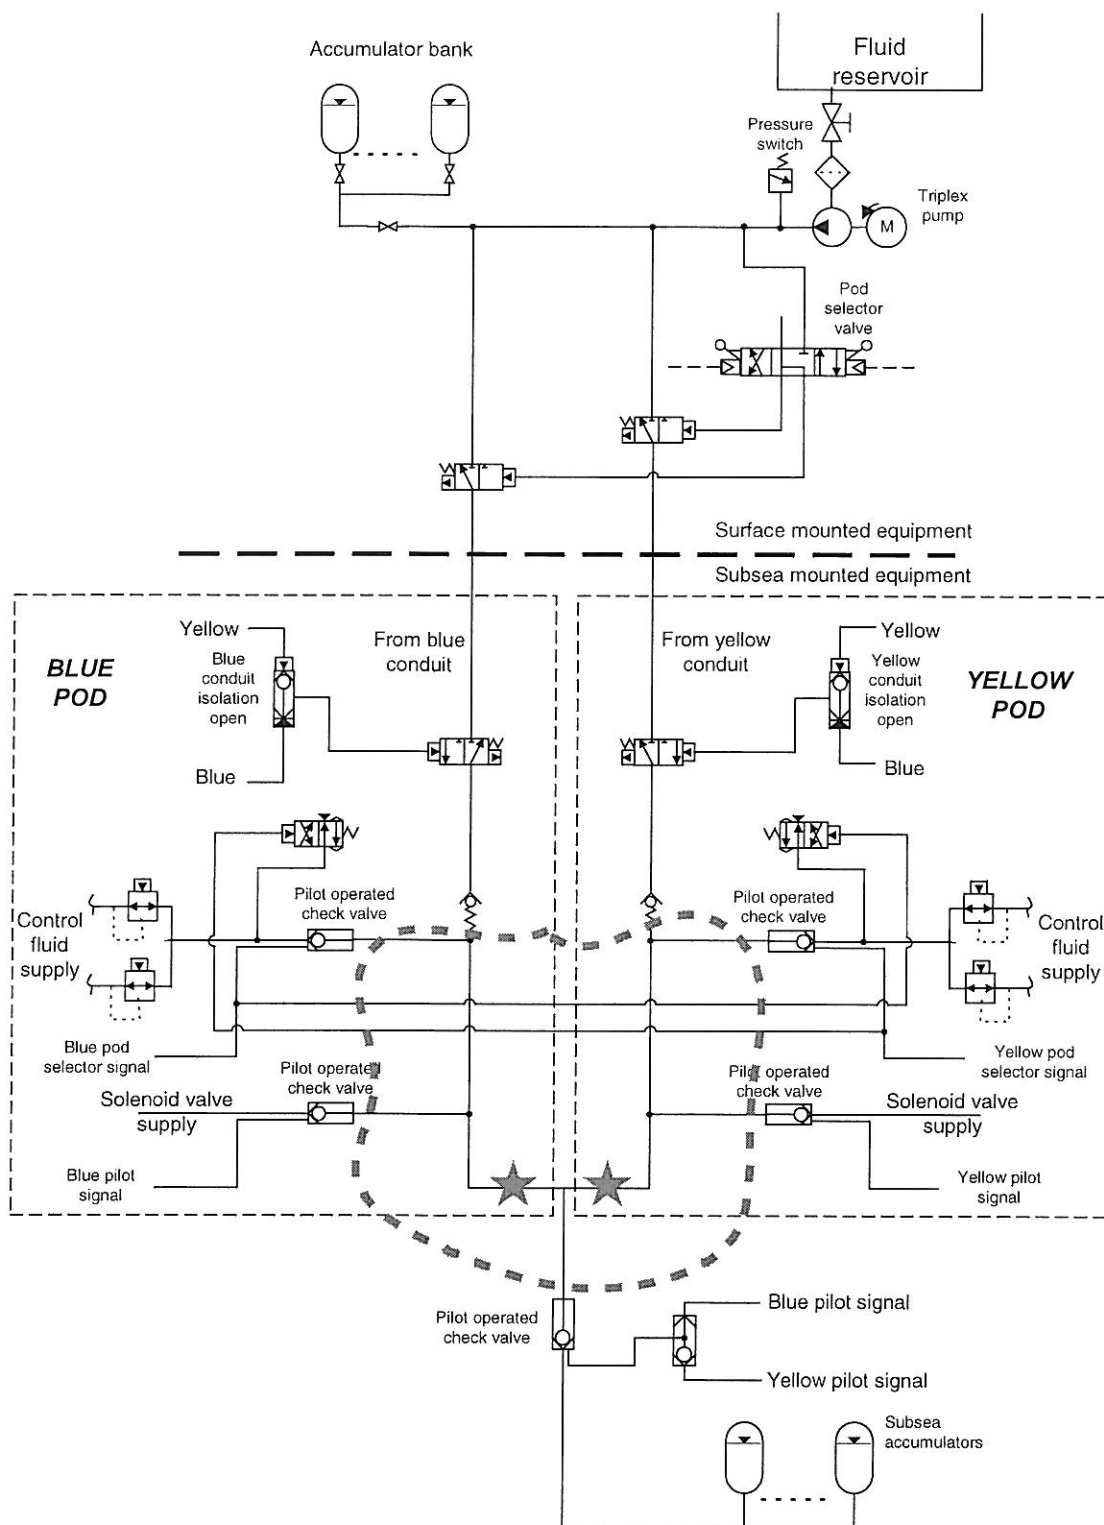 Accumulator bank
Fluid
reservoir
Pressure
switch
Triplex
pump
M
Pod
selector
valve
Surface mounted equipment
Subsea mounted equipment
BLUE
POD
Yellow
Blue
conduit
isolation
open
Blue
From blue
conduit
From yellow
conduit
Yellow
Yellow
conduit
isolation
open
Blue
YELLOW
POD
Control
fluid
supply
Pilot operated
check valve
Pilot operated
check valve
Control
fluid
supply
Blue pod
selector signal
Pilot operated
check valve
Pilot operated
check valve
Yellow pod
selector signal
Solenoid valve
supply
Solenoid valve
supply
Blue pilot
signal
Yellow pilot
signal
Pilot operated
check valve
Blue pilot signal
Yellow pilot signal
Subsea
accumulators